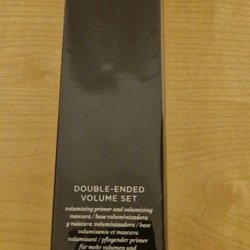 DOUBLE-ENDED
VOLUME SET
volumizing primer and volumizing
mascara / base voluminizadora
y máscara voluminizadora / base
volumisante et mascara
volumisant / pflegender primer
für mehr volumen und